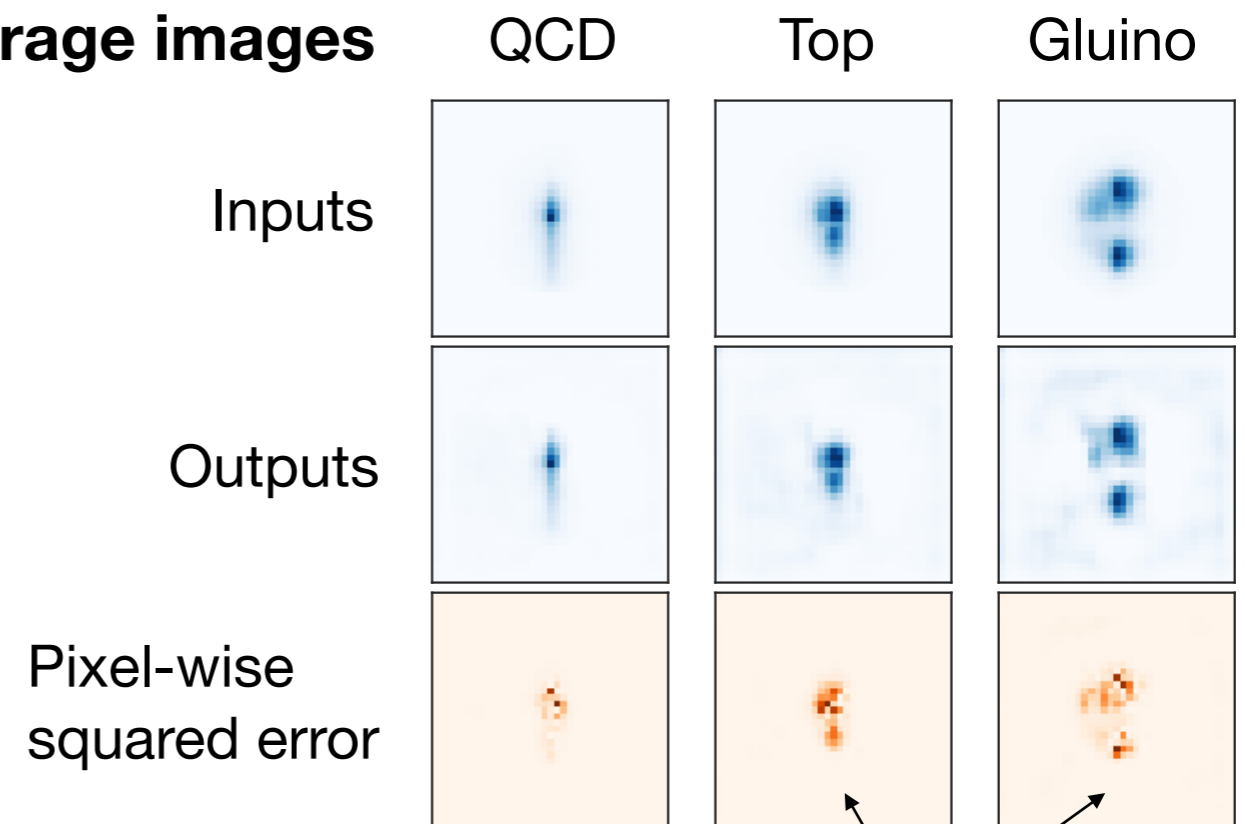 rage images
QCD
Top
Gluino
Inputs
Outputs
Pixel-wise
squared error